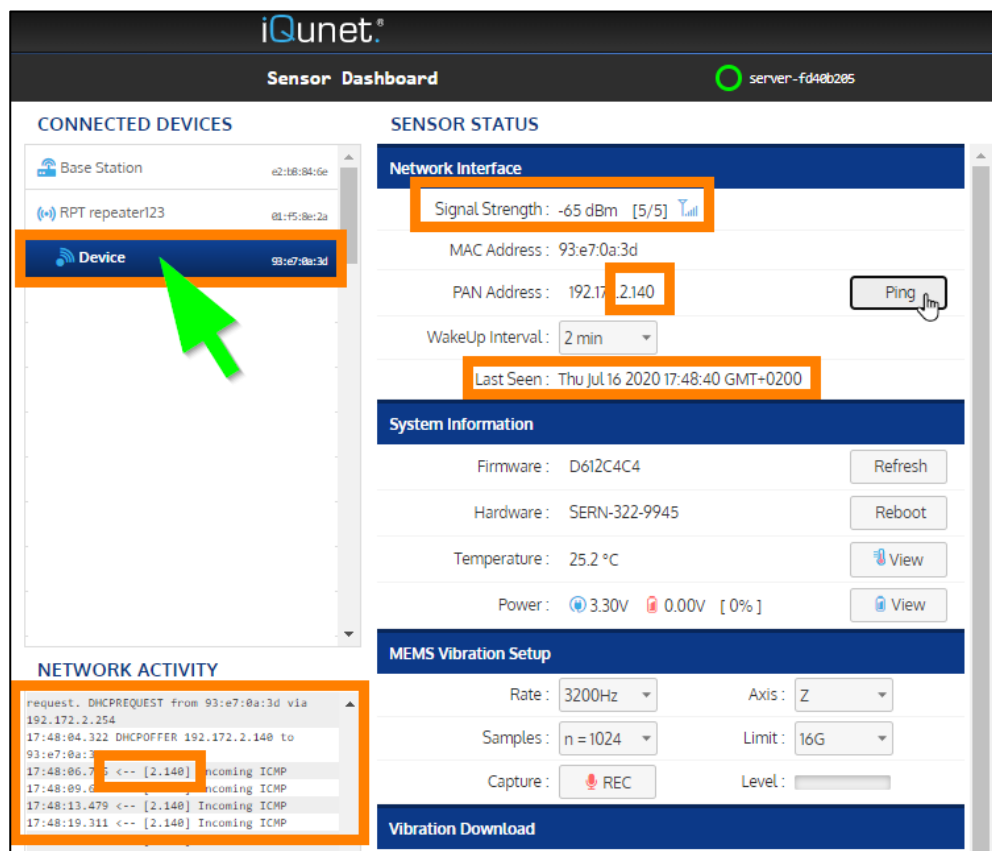 iQunet.®
Sensor Dashboard
server-fd40b205
CONNECTED DEVICES
Base Station e2:b8:84:6e
RPT repeater123 01:f5:8e:2a
Device 93:e7:0a:3d
NETWORK ACTIVITY
request. DHCPREQUEST from 93:e7:0a:3d via
192.172.2.254
17:48:04.322 DHCPOFFER 192.172.2.140 to
93:e7:0a:3
17:48:06.7 5 <-- [2.140] Incoming ICMP
17:48:09.6 [2.140] Incoming ICMP
17:48:13.479 <-- [2.140] Incoming ICMP
17:48:19.311 <-- [2.140] Incoming ICMP
SENSOR STATUS
Network Interface
Signal Strength : -65 dBm [5/5]
MAC Address : 93:e7:0a:3d
PAN Address : 192.17 .2.140 Ping
WakeUp Interval : 2 min
Last Seen : Thu Jul 16 2020 17:48:40 GMT+0200
System Information
Firmware : D612C4C4 Refresh
Hardware : SERN-322-9945 Reboot
Temperature : 25.2 °C View
Power : 3.30V 0.00V [ 0% ] View
MEMS Vibration Setup
Rate : 3200Hz Axis : Z
Samples : n = 1024 Limit : 16G
Capture : REC Level :
Vibration Download